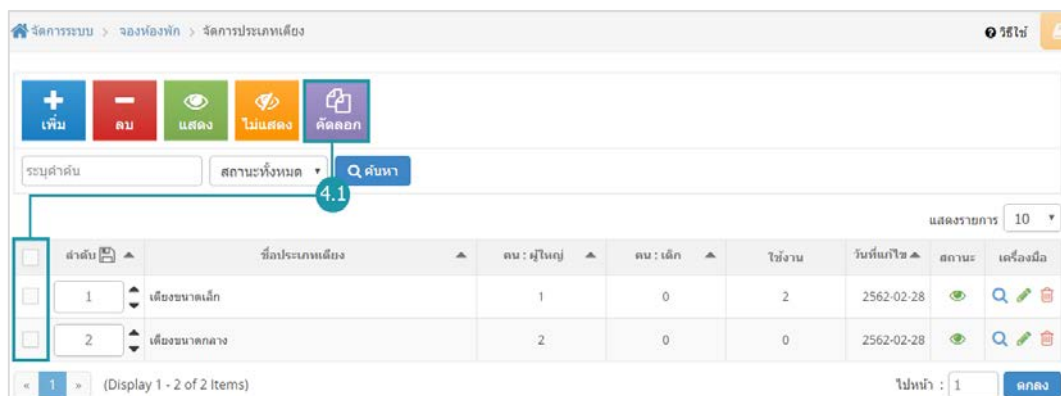 จัดการระบบ > จองห้องพัก > จัดการประเภทเตียง วิธีใช้
เพิ่ม ลบ แสดง ไม่แสดง คัดลอก
ระบุคำค้น สถานะทั้งหมด ค้นหา
4.1
แสดงรายการ 10
ลำดับ ชื่อประเภทเตียง คน : ผู้ใหญ่ คน : เด็ก ใช้งาน วันที่แก้ไข สถานะ เครื่องมือ
1 เตียงขนาดเล็ก 1 0 2 2562-02-28
2 เตียงขนาดกลาง 2 0 0 2562-02-28
« 1 » (Display 1 - 2 of 2 Items) ไปหน้า : 1 ตกลง